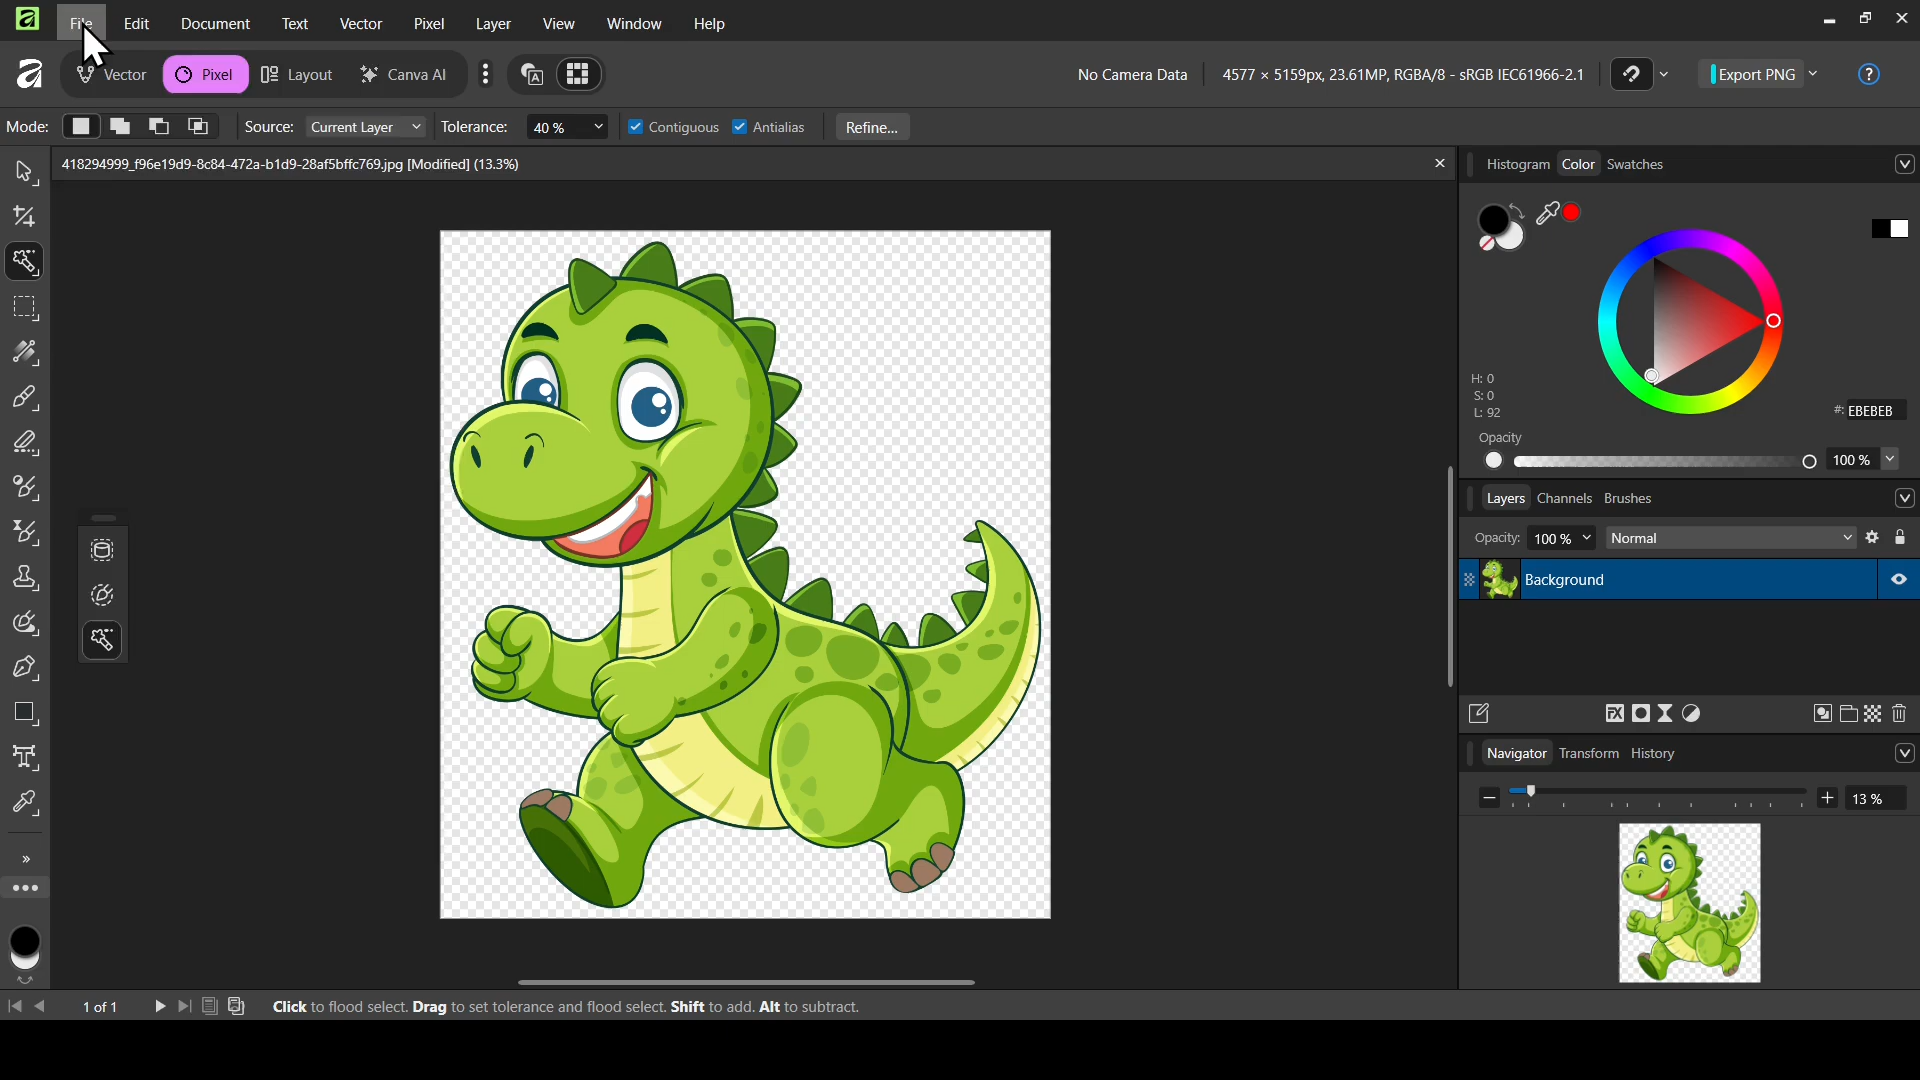 File Edit Document Text Vector Pixel Layer View Window Help
Vector Pixel Layout Canva AI No Camera Data 4577 × 5159px, 23.61MP, RGBA/8 - sRGB IEC61966-2.1 Export PNG ?
Mode: Source: Current Layer Tolerance: 40 % Contiguous Antialias Refine...
418294999_f96e19d9-8c84-472a-b1d9-28af5bffc769.jpg [Modified] (13.3%)
Histogram Color Swatches
H: 0
S: 0
L: 92
#: EBEBEB
Opacity
100 %
Layers Channels Brushes
Opacity: 100 % Normal
Background
Navigator Transform History
13 %
1 of 1 Click to flood select. Drag to set tolerance and flood select. Shift to add. Alt to subtract.